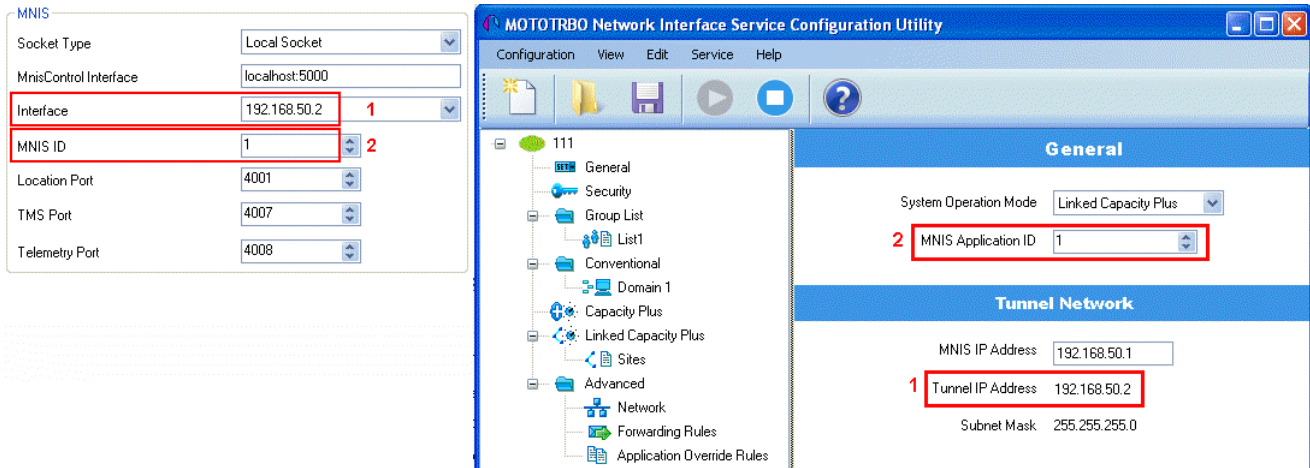 MNIS
Socket Type Local Socket
MnisControl Interface localhost:5000
Interface 192.168.50.2 1
MNIS ID 1 2
Location Port 4001
TMS Port 4007
Telemetry Port 4008
MOTOTRBO Network Interface Service Configuration Utility
Configuration View Edit Service Help
111
SET General
Security
Group List
List1
Conventional
Domain 1
Capacity Plus
Linked Capacity Plus
Sites
Advanced
Network
Forwarding Rules
Application Override Rules
General
System Operation Mode Linked Capacity Plus
2 MNIS Application ID 1
Tunnel Network
MNIS IP Address 192.168.50.1
1 Tunnel IP Address 192.168.50.2
Subnet Mask 255.255.255.0